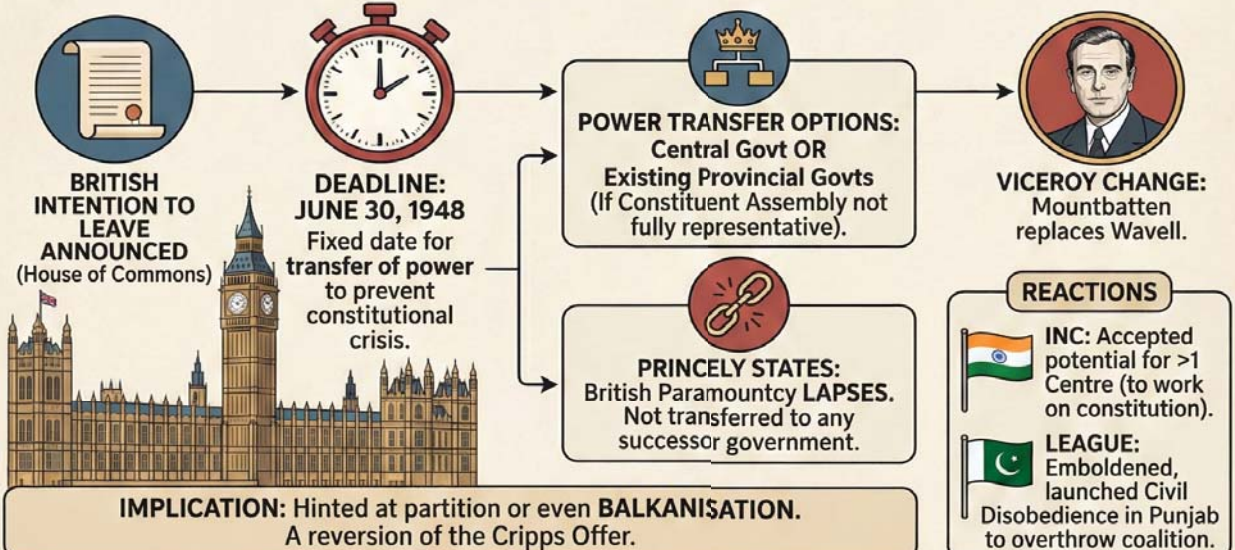 BRITISH
INTENTION TO
LEAVE
ANNOUNCED
(House of Commons)
DEADLINE:
JUNE 30, 1948
Fixed date for
transfer of power
to prevent
constitutional
crisis.
POWER TRANSFER OPTIONS:
Central Govt OR
Existing Provincial Govts
(If Constituent Assembly not
fully representative).
PRINCELY STATES:
British Paramountcy LAPSES.
Not transferred to any
successor government.
VICEROY CHANGE:
Mountbatten
replaces Wavell.
REACTIONS
INC: Accepted
potential for >1
Centre (to work
on constitution).
LEAGUE:
Emboldened,
launched Civil
Disobedience in Punjab
to overthrow coalition.
IMPLICATION: Hinted at partition or even BALKANISATION.
A reversion of the Cripps Offer.